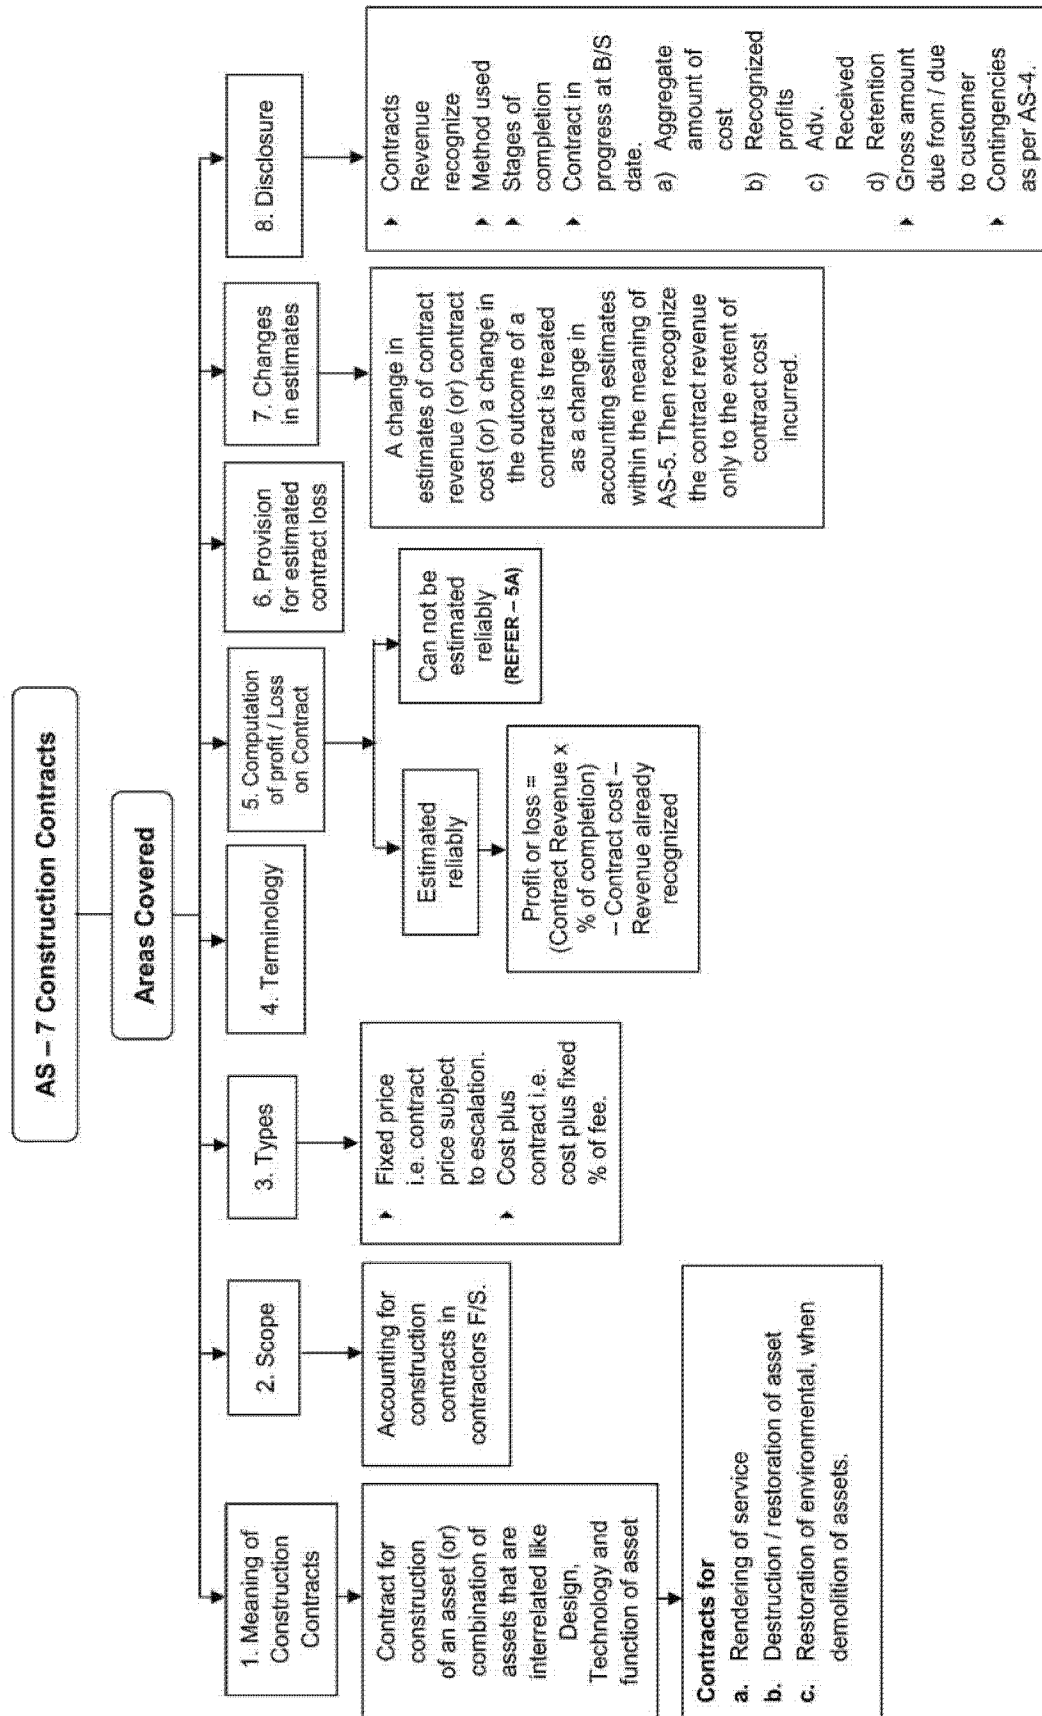 AS – 7 Construction Contracts
Areas Covered
1. Meaning of
Construction
Contracts
Contract for
construction
of an asset (or)
combination of
assets that are
interrelated like
Design,
Technology and
function of asset
Contracts for
a. Rendering of service
b. Destruction / restoration of asset
c. Restoration of environmental, when
demolition of assets.
2. Scope
Accounting for
construction
contracts in
contractors F/S.
3. Types
Fixed price
i.e. contract
price subject
to escalation.
Cost plus
contract i.e.
cost plus fixed
% of fee.
4. Terminology
5. Computation
of profit / Loss
on Contract
Estimated
reliably
Profit or loss =
(Contract Revenue x
% of completion)
– Contract cost –
Revenue already
recognized
Can not be
estimated
reliably
(REFER – 5A)
6. Provision
for estimated
contract loss
7. Changes
in estimates
A change in
estimates of contract
revenue (or) contract
cost (or) a change in
the outcome of a
contract is treated
as a change in
accounting estimates
within the meaning of
AS-5. Then recognize
the contract revenue
only to the extent of
contract cost
incurred.
8. Disclosure
Contracts
Revenue
recognize
Method used
Stages of
completion
Contract in
progress at B/S
date.
a) Aggregate
amount of
cost
b) Recognized
profits
c) Adv.
Received
d) Retention
Gross amount
due from / due
to customer
Contingencies
as per AS-4.